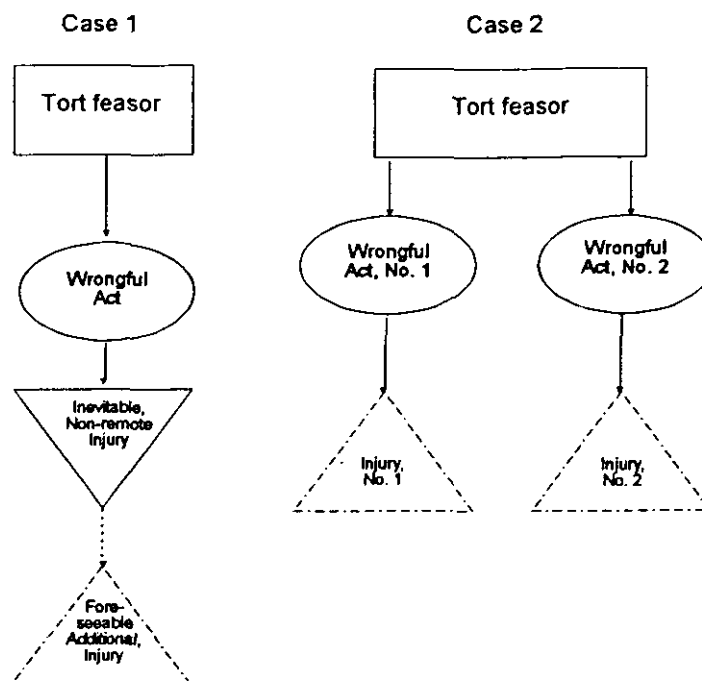 Case 1
Tort feasor
Wrongful
Act
Inevitable,
Non-remote
Injury
Fore-
seeable
Additional,
Injury
Case 2
Tort feasor
Wrongful
Act, No. 1
Wrongful
Act, No. 2
Injury,
No. 1
Injury,
No. 2